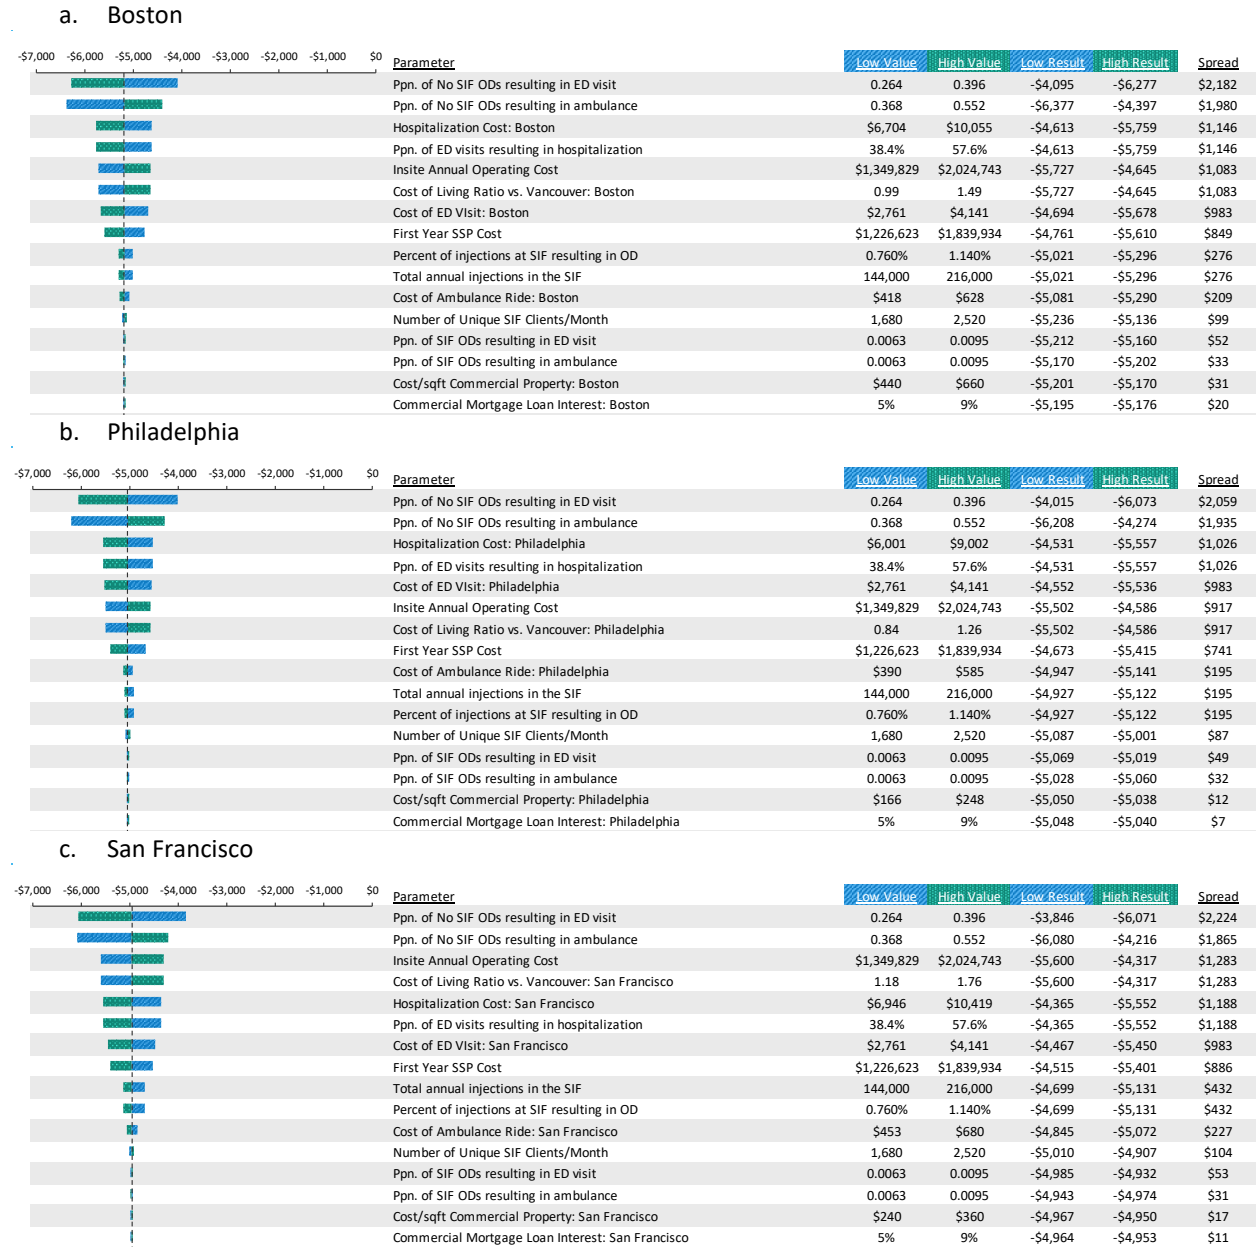 a. Boston
-$7,000 -$6,000 -$5,000 -$4,000 -$3,000 -$2,000 -$1,000 $0 Parameter Low Value High Value Low Result High Result Spread
Ppn. of No SIF ODs resulting in ED visit 0.264 0.396 -$4,095 -$6,277 $2,182
Ppn. of No SIF ODs resulting in ambulance 0.368 0.552 -$6,377 -$4,397 $1,980
Hospitalization Cost: Boston $6,704 $10,055 -$4,613 -$5,759 $1,146
Ppn. of ED visits resulting in hospitalization 38.4% 57.6% -$4,613 -$5,759 $1,146
Insite Annual Operating Cost $1,349,829 $2,024,743 -$5,727 -$4,645 $1,083
Cost of Living Ratio vs. Vancouver: Boston 0.99 1.49 -$5,727 -$4,645 $1,083
Cost of ED VIsit: Boston $2,761 $4,141 -$4,694 -$5,678 $983
First Year SSP Cost $1,226,623 $1,839,934 -$4,761 -$5,610 $849
Percent of injections at SIF resulting in OD 0.760% 1.140% -$5,021 -$5,296 $276
Total annual injections in the SIF 144,000 216,000 -$5,021 -$5,296 $276
Cost of Ambulance Ride: Boston $418 $628 -$5,081 -$5,290 $209
Number of Unique SIF Clients/Month 1,680 2,520 -$5,236 -$5,136 $99
Ppn. of SIF ODs resulting in ED visit 0.0063 0.0095 -$5,212 -$5,160 $52
Ppn. of SIF ODs resulting in ambulance 0.0063 0.0095 -$5,170 -$5,202 $33
Cost/sqft Commercial Property: Boston $440 $660 -$5,201 -$5,170 $31
Commercial Mortgage Loan Interest: Boston 5% 9% -$5,195 -$5,176 $20
b. Philadelphia
-$7,000 -$6,000 -$5,000 -$4,000 -$3,000 -$2,000 -$1,000 $0 Parameter Low Value High Value Low Result High Result Spread
Ppn. of No SIF ODs resulting in ED visit 0.264 0.396 -$4,015 -$6,073 $2,059
Ppn. of No SIF ODs resulting in ambulance 0.368 0.552 -$6,208 -$4,274 $1,935
Hospitalization Cost: Philadelphia $6,001 $9,002 -$4,531 -$5,557 $1,026
Ppn. of ED visits resulting in hospitalization 38.4% 57.6% -$4,531 -$5,557 $1,026
Cost of ED VIsit: Philadelphia $2,761 $4,141 -$4,552 -$5,536 $983
Insite Annual Operating Cost $1,349,829 $2,024,743 -$5,502 -$4,586 $917
Cost of Living Ratio vs. Vancouver: Philadelphia 0.84 1.26 -$5,502 -$4,586 $917
First Year SSP Cost $1,226,623 $1,839,934 -$4,673 -$5,415 $741
Cost of Ambulance Ride: Philadelphia $390 $585 -$4,947 -$5,141 $195
Total annual injections in the SIF 144,000 216,000 -$4,927 -$5,122 $195
Percent of injections at SIF resulting in OD 0.760% 1.140% -$4,927 -$5,122 $195
Number of Unique SIF Clients/Month 1,680 2,520 -$5,087 -$5,001 $87
Ppn. of SIF ODs resulting in ED visit 0.0063 0.0095 -$5,069 -$5,019 $49
Ppn. of SIF ODs resulting in ambulance 0.0063 0.0095 -$5,028 -$5,060 $32
Cost/sqft Commercial Property: Philadelphia $166 $248 -$5,050 -$5,038 $12
Commercial Mortgage Loan Interest: Philadelphia 5% 9% -$5,048 -$5,040 $7
c. San Francisco
-$7,000 -$6,000 -$5,000 -$4,000 -$3,000 -$2,000 -$1,000 $0 Parameter Low Value High Value Low Result High Result Spread
Ppn. of No SIF ODs resulting in ED visit 0.264 0.396 -$3,846 -$6,071 $2,224
Ppn. of No SIF ODs resulting in ambulance 0.368 0.552 -$6,080 -$4,216 $1,865
Insite Annual Operating Cost $1,349,829 $2,024,743 -$5,600 -$4,317 $1,283
Cost of Living Ratio vs. Vancouver: San Francisco 1.18 1.76 -$5,600 -$4,317 $1,283
Hospitalization Cost: San Francisco $6,946 $10,419 -$4,365 -$5,552 $1,188
Ppn. of ED visits resulting in hospitalization 38.4% 57.6% -$4,365 -$5,552 $1,188
Cost of ED VIsit: San Francisco $2,761 $4,141 -$4,467 -$5,450 $983
First Year SSP Cost $1,226,623 $1,839,934 -$4,515 -$5,401 $886
Total annual injections in the SIF 144,000 216,000 -$4,699 -$5,131 $432
Percent of injections at SIF resulting in OD 0.760% 1.140% -$4,699 -$5,131 $432
Cost of Ambulance Ride: San Francisco $453 $680 -$4,845 -$5,072 $227
Number of Unique SIF Clients/Month 1,680 2,520 -$5,010 -$4,907 $104
Ppn. of SIF ODs resulting in ED visit 0.0063 0.0095 -$4,985 -$4,932 $53
Ppn. of SIF ODs resulting in ambulance 0.0063 0.0095 -$4,943 -$4,974 $31
Cost/sqft Commercial Property: San Francisco $240 $360 -$4,967 -$4,950 $17
Commercial Mortgage Loan Interest: San Francisco 5% 9% -$4,964 -$4,953 $11